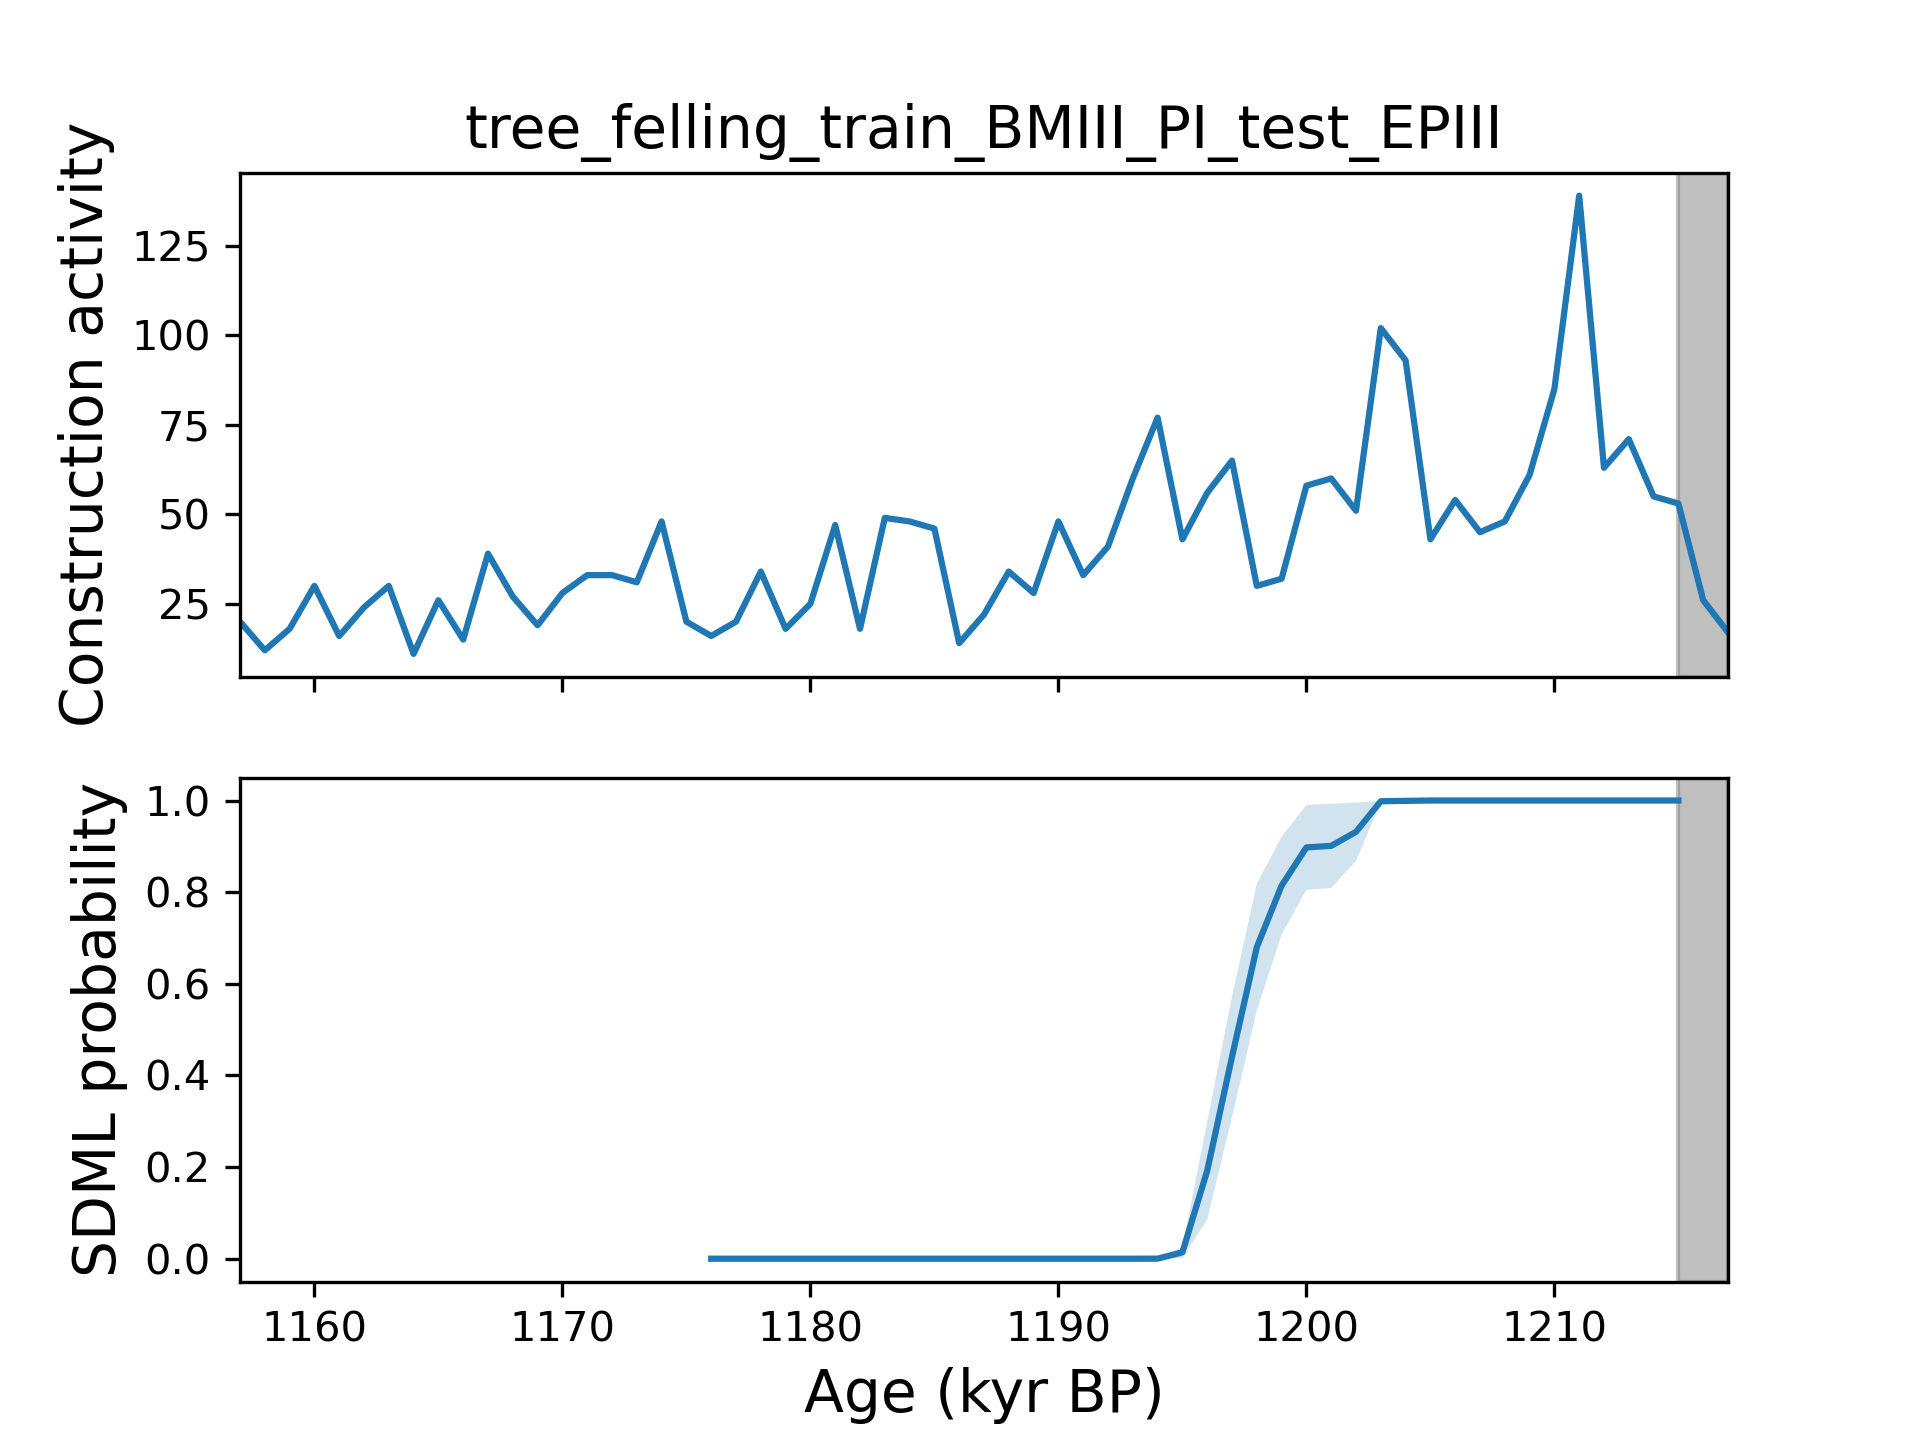 tree_felling_train_BMIII_PI_test_EPIII
Construction activity
125
100
75
50
25
SDML probability
1.0
0.8
0.6
0.4
0.2
0.0
1160 1170 1180 1190 1200 1210
Age (kyr BP)